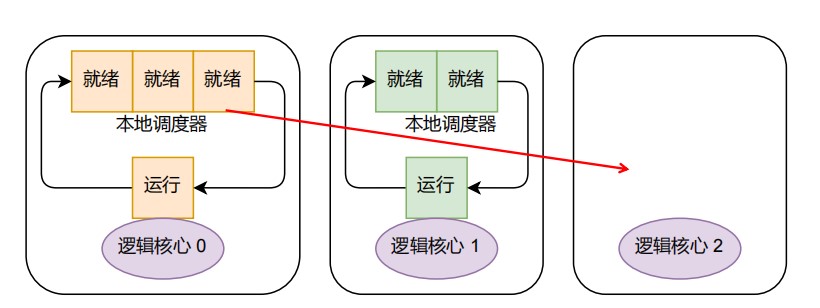 就绪 就绪 就绪
本地调度器
运行
逻辑核心 0
就绪 就绪
本地调度器
运行
逻辑核心 1
逻辑核心 2